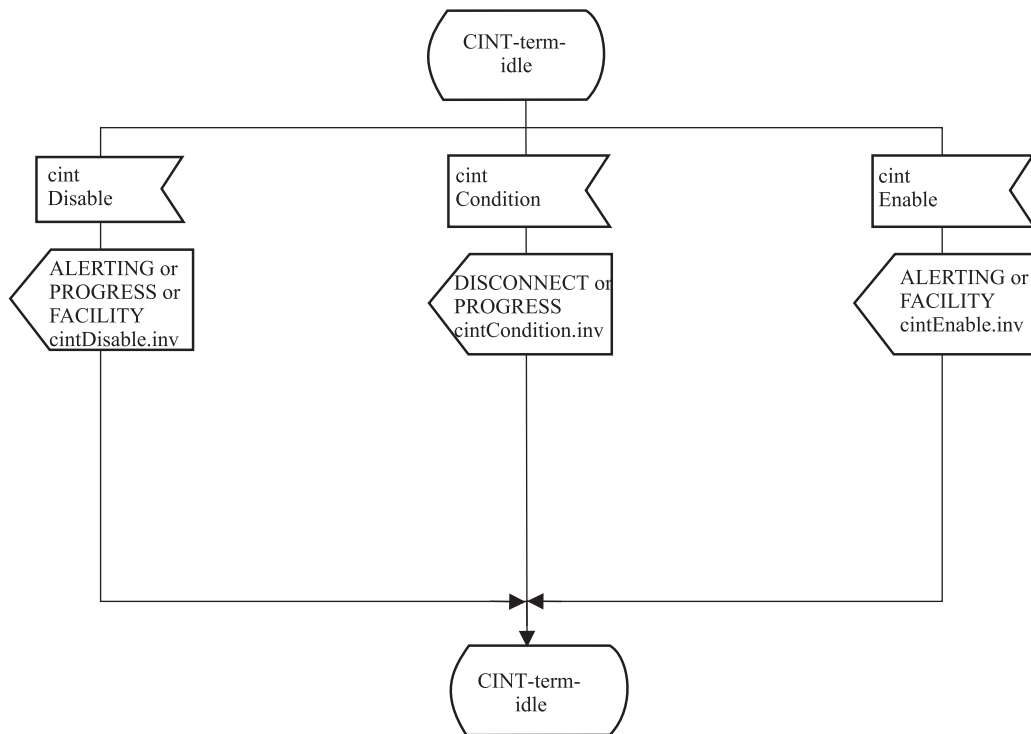 CINT-term-
idle
cint
Disable
cint
Condition
cint
Enable
ALERTING or
PROGRESS or
FACILITY
cintDisable.inv
DISCONNECT or
PROGRESS
cintCondition.inv
ALERTING or
FACILITY
cintEnable.inv
CINT-term-
idle